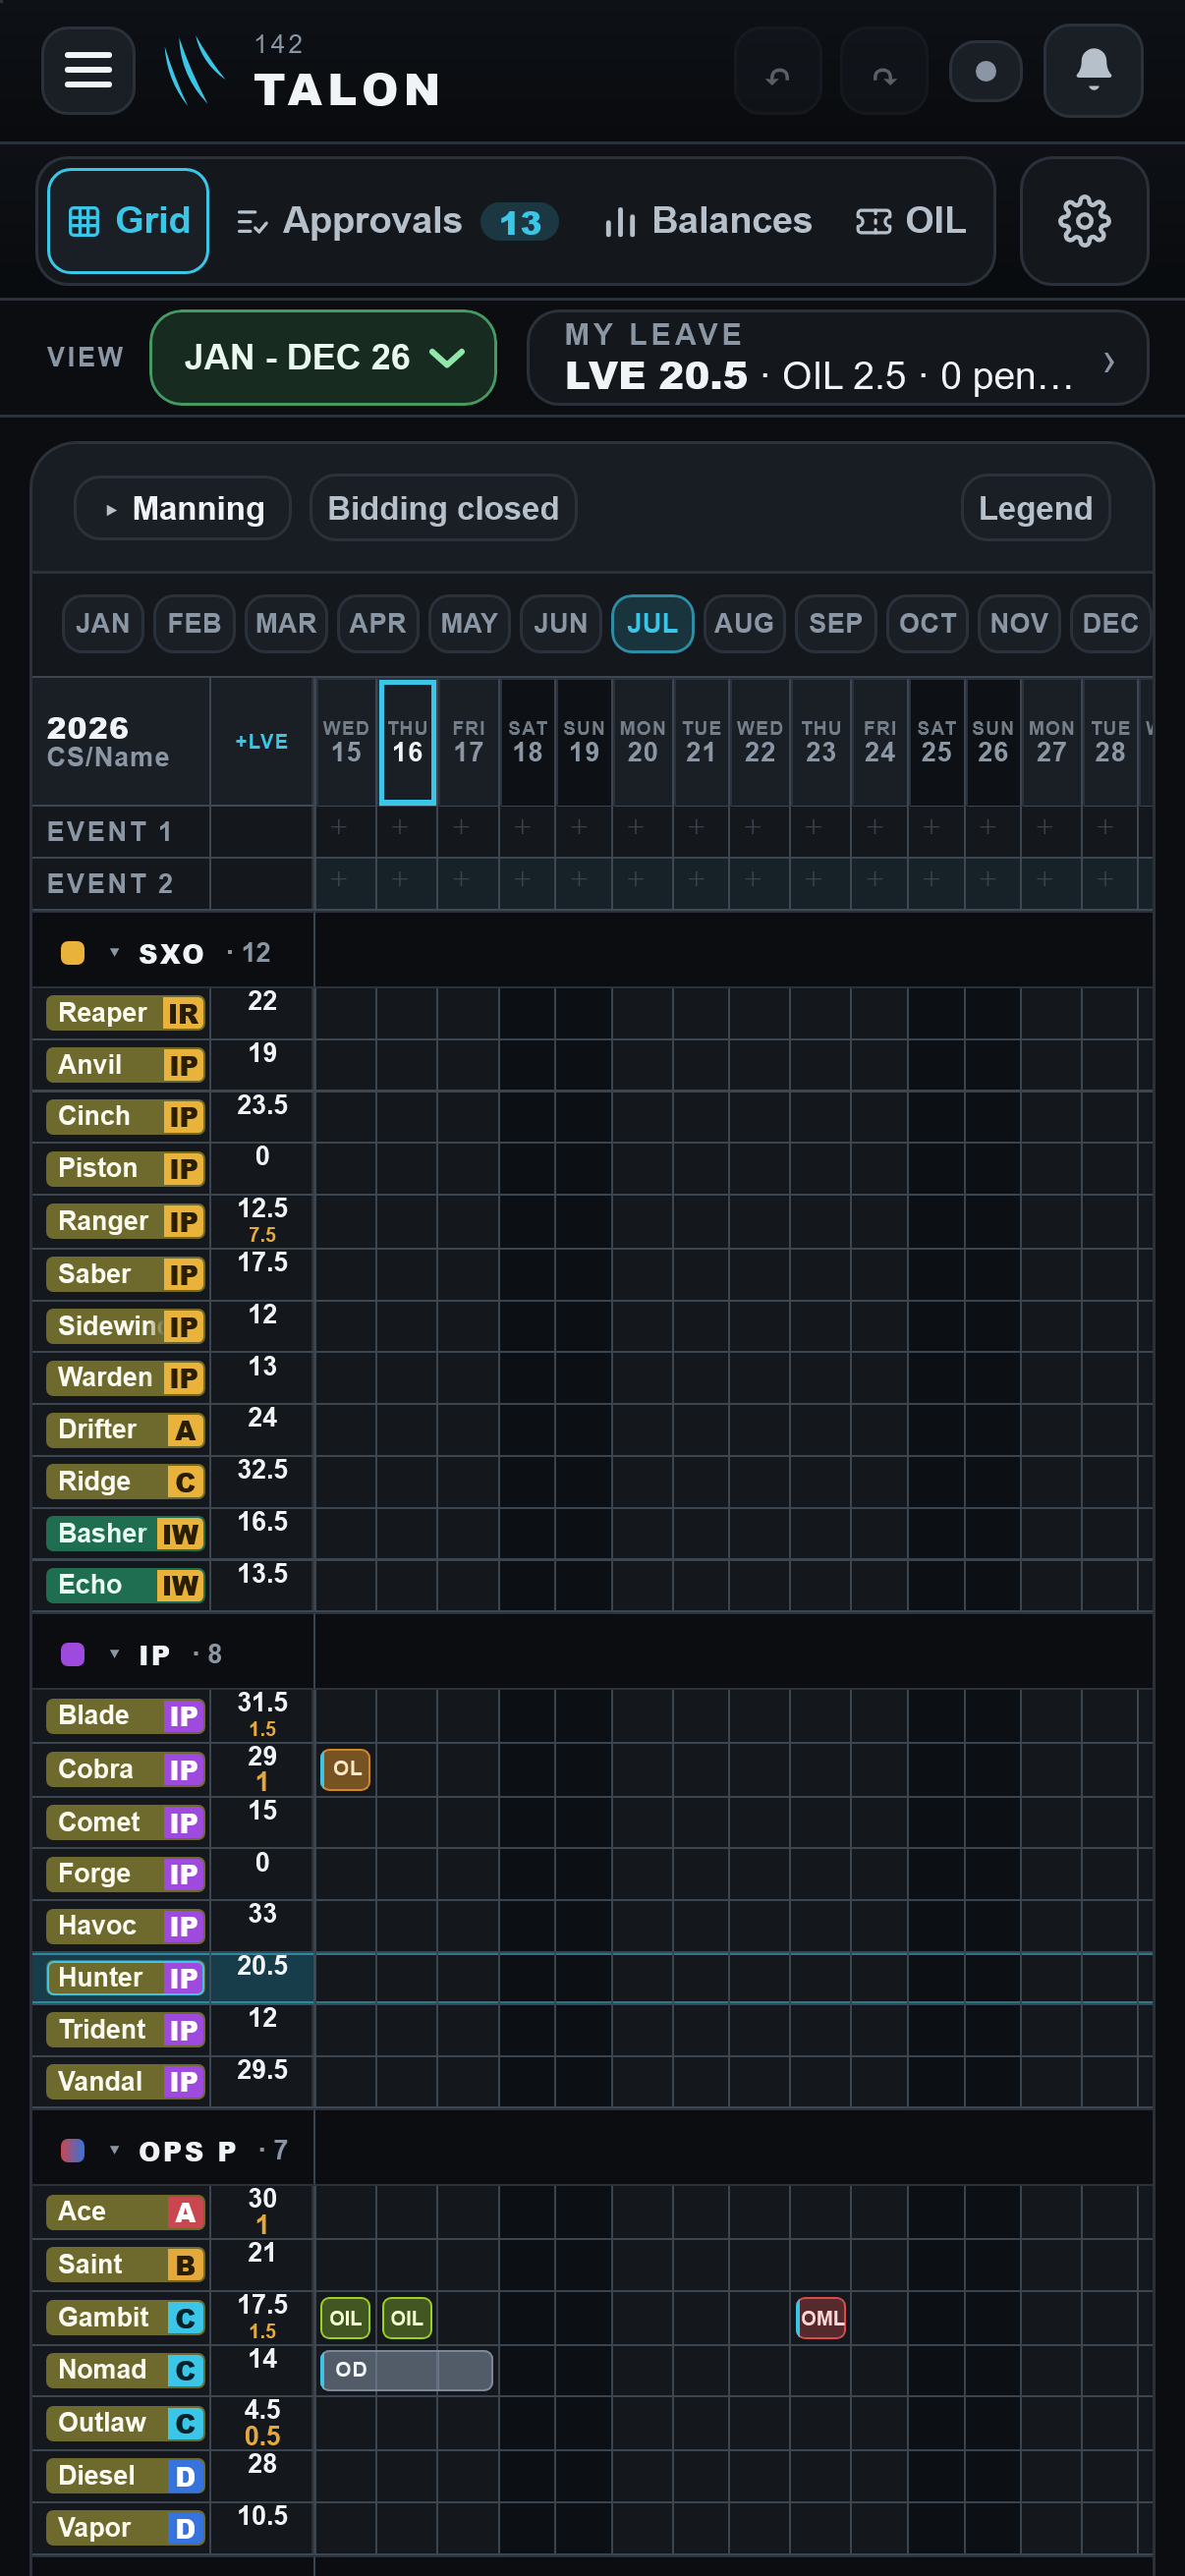 142
TALON
Grid
Approvals 13
Balances
OIL
VIEW
JAN - DEC 26
MY LEAVE
LVE 20.5 · OIL 2.5 · 0 pen...
Manning
Bidding closed
Legend
JAN FEB MAR APR MAY JUN JUL AUG SEP OCT NOV DEC
2026
CS/Name
+LVE
WED 15
THU 16
FRI 17
SAT 18
SUN 19
MON 20
TUE 21
WED 22
THU 23
FRI 24
SAT 25
SUN 26
MON 27
TUE 28
EVENT 1 + + + + + + + + + + + + + +
EVENT 2 + + + + + + + + + + + + + +
SXO · 12
Reaper IR 22
Anvil IP 19
Cinch IP 23.5
Piston IP 0
Ranger IP 12.5
7.5
Saber IP 17.5
Sidewin IP 12
Warden IP 13
Drifter A 24
Ridge C 32.5
Basher IW 16.5
Echo IW 13.5
IP · 8
Blade IP 31.5
1.5
Cobra IP 29 OL
1
Comet IP 15
Forge IP 0
Havoc IP 33
Hunter IP 20.5
Trident IP 12
Vandal IP 29.5
OPS P · 7
Ace A 30
1
Saint B 21
Gambit C 17.5 OIL OIL OML
1.5
Nomad C 14 OD
Outlaw C 4.5
0.5
Diesel D 28
Vapor D 10.5